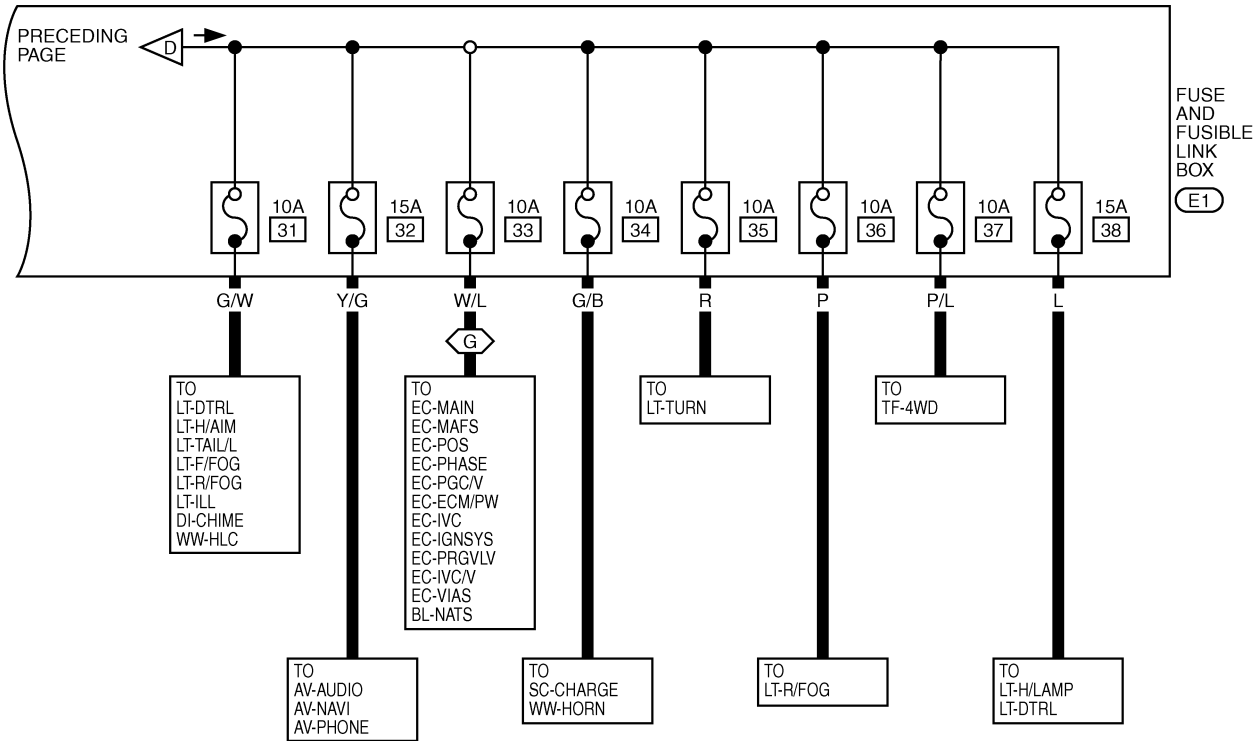 PRECEDING
PAGE
D
FUSE
AND
FUSIBLE
LINK
BOX
E1
10A
31
15A
32
10A
33
10A
34
10A
35
10A
36
10A
37
15A
38
G/W
Y/G
W/L
G/B
R
P
P/L
L
G
TO
LT-DTRL
LT-H/AIM
LT-TAIL/L
LT-F/FOG
LT-R/FOG
LT-ILL
DI-CHIME
WW-HLC
TO
EC-MAIN
EC-MAFS
EC-POS
EC-PHASE
EC-PGC/V
EC-ECM/PW
EC-IVC
EC-IGNSYS
EC-PRGVLV
EC-IVC/V
EC-VIAS
BL-NATS
TO
LT-TURN
TO
TF-4WD
TO
AV-AUDIO
AV-NAVI
AV-PHONE
TO
SC-CHARGE
WW-HORN
TO
LT-R/FOG
TO
LT-H/LAMP
LT-DTRL